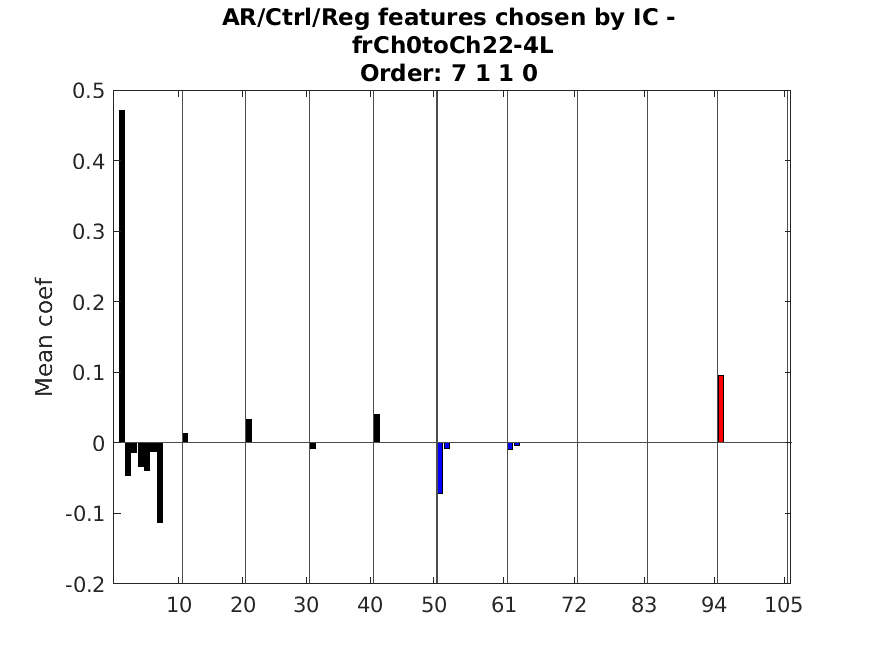 AR/Ctrl/Reg features chosen by IC -
frCh0toCh22-4L
Order: 7 1 1 0
0.5
0.4
0.3
0.2
0.1
0
-0.1
-0.2
Mean coef
10 20 30 40 50 61 72 83 94 105